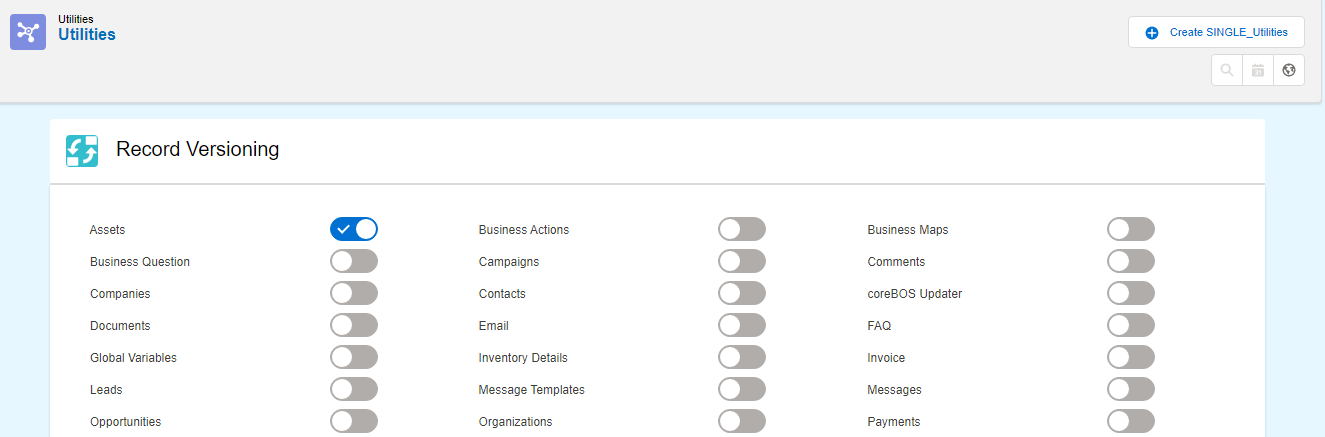 Utilities
Utilities
Create SINGLE_Utilities
31
Record Versioning
Assets Business Actions Business Maps
Business Question Campaigns Comments
Companies Contacts coreBOS Updater
Documents Email FAQ
Global Variables Inventory Details Invoice
Leads Message Templates Messages
Opportunities Organizations Payments